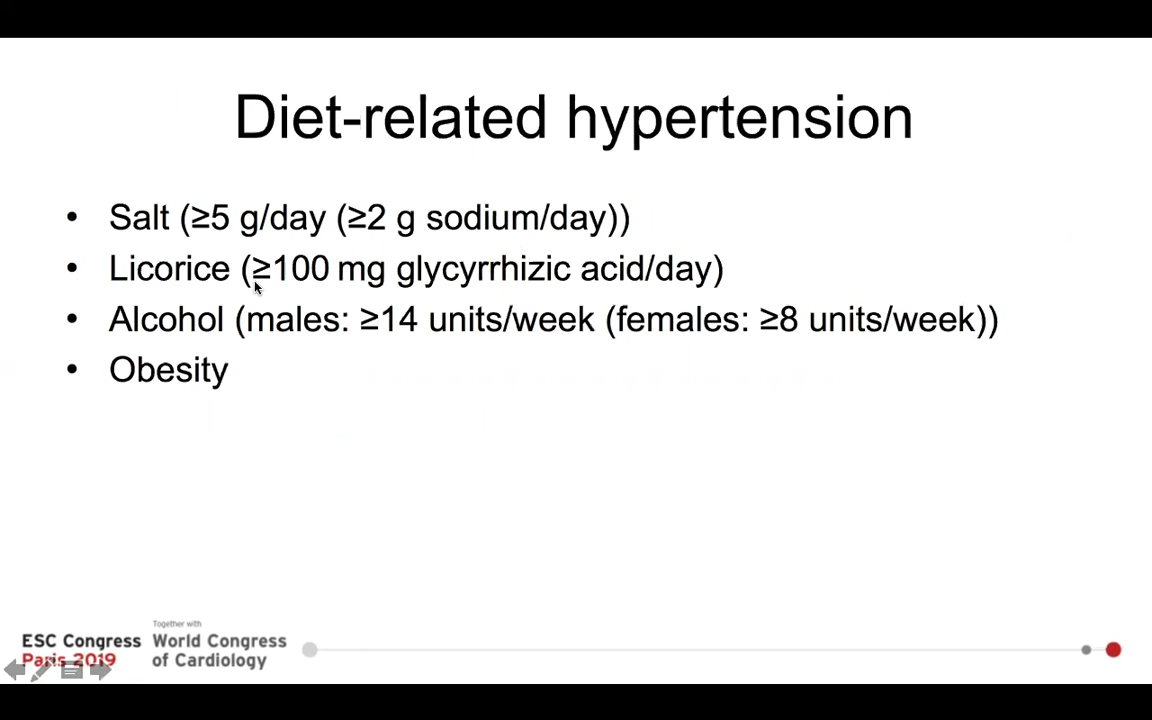 Diet-related hypertension
• Salt (≥5 g/day (≥2 g sodium/day))
• Licorice (≥100 mg glycyrrhizic acid/day)
• Alcohol (males: ≥14 units/week (females: ≥8 units/week))
• Obesity
ESC Congress
Paris 2019
Together with
World Congress
of Cardiology